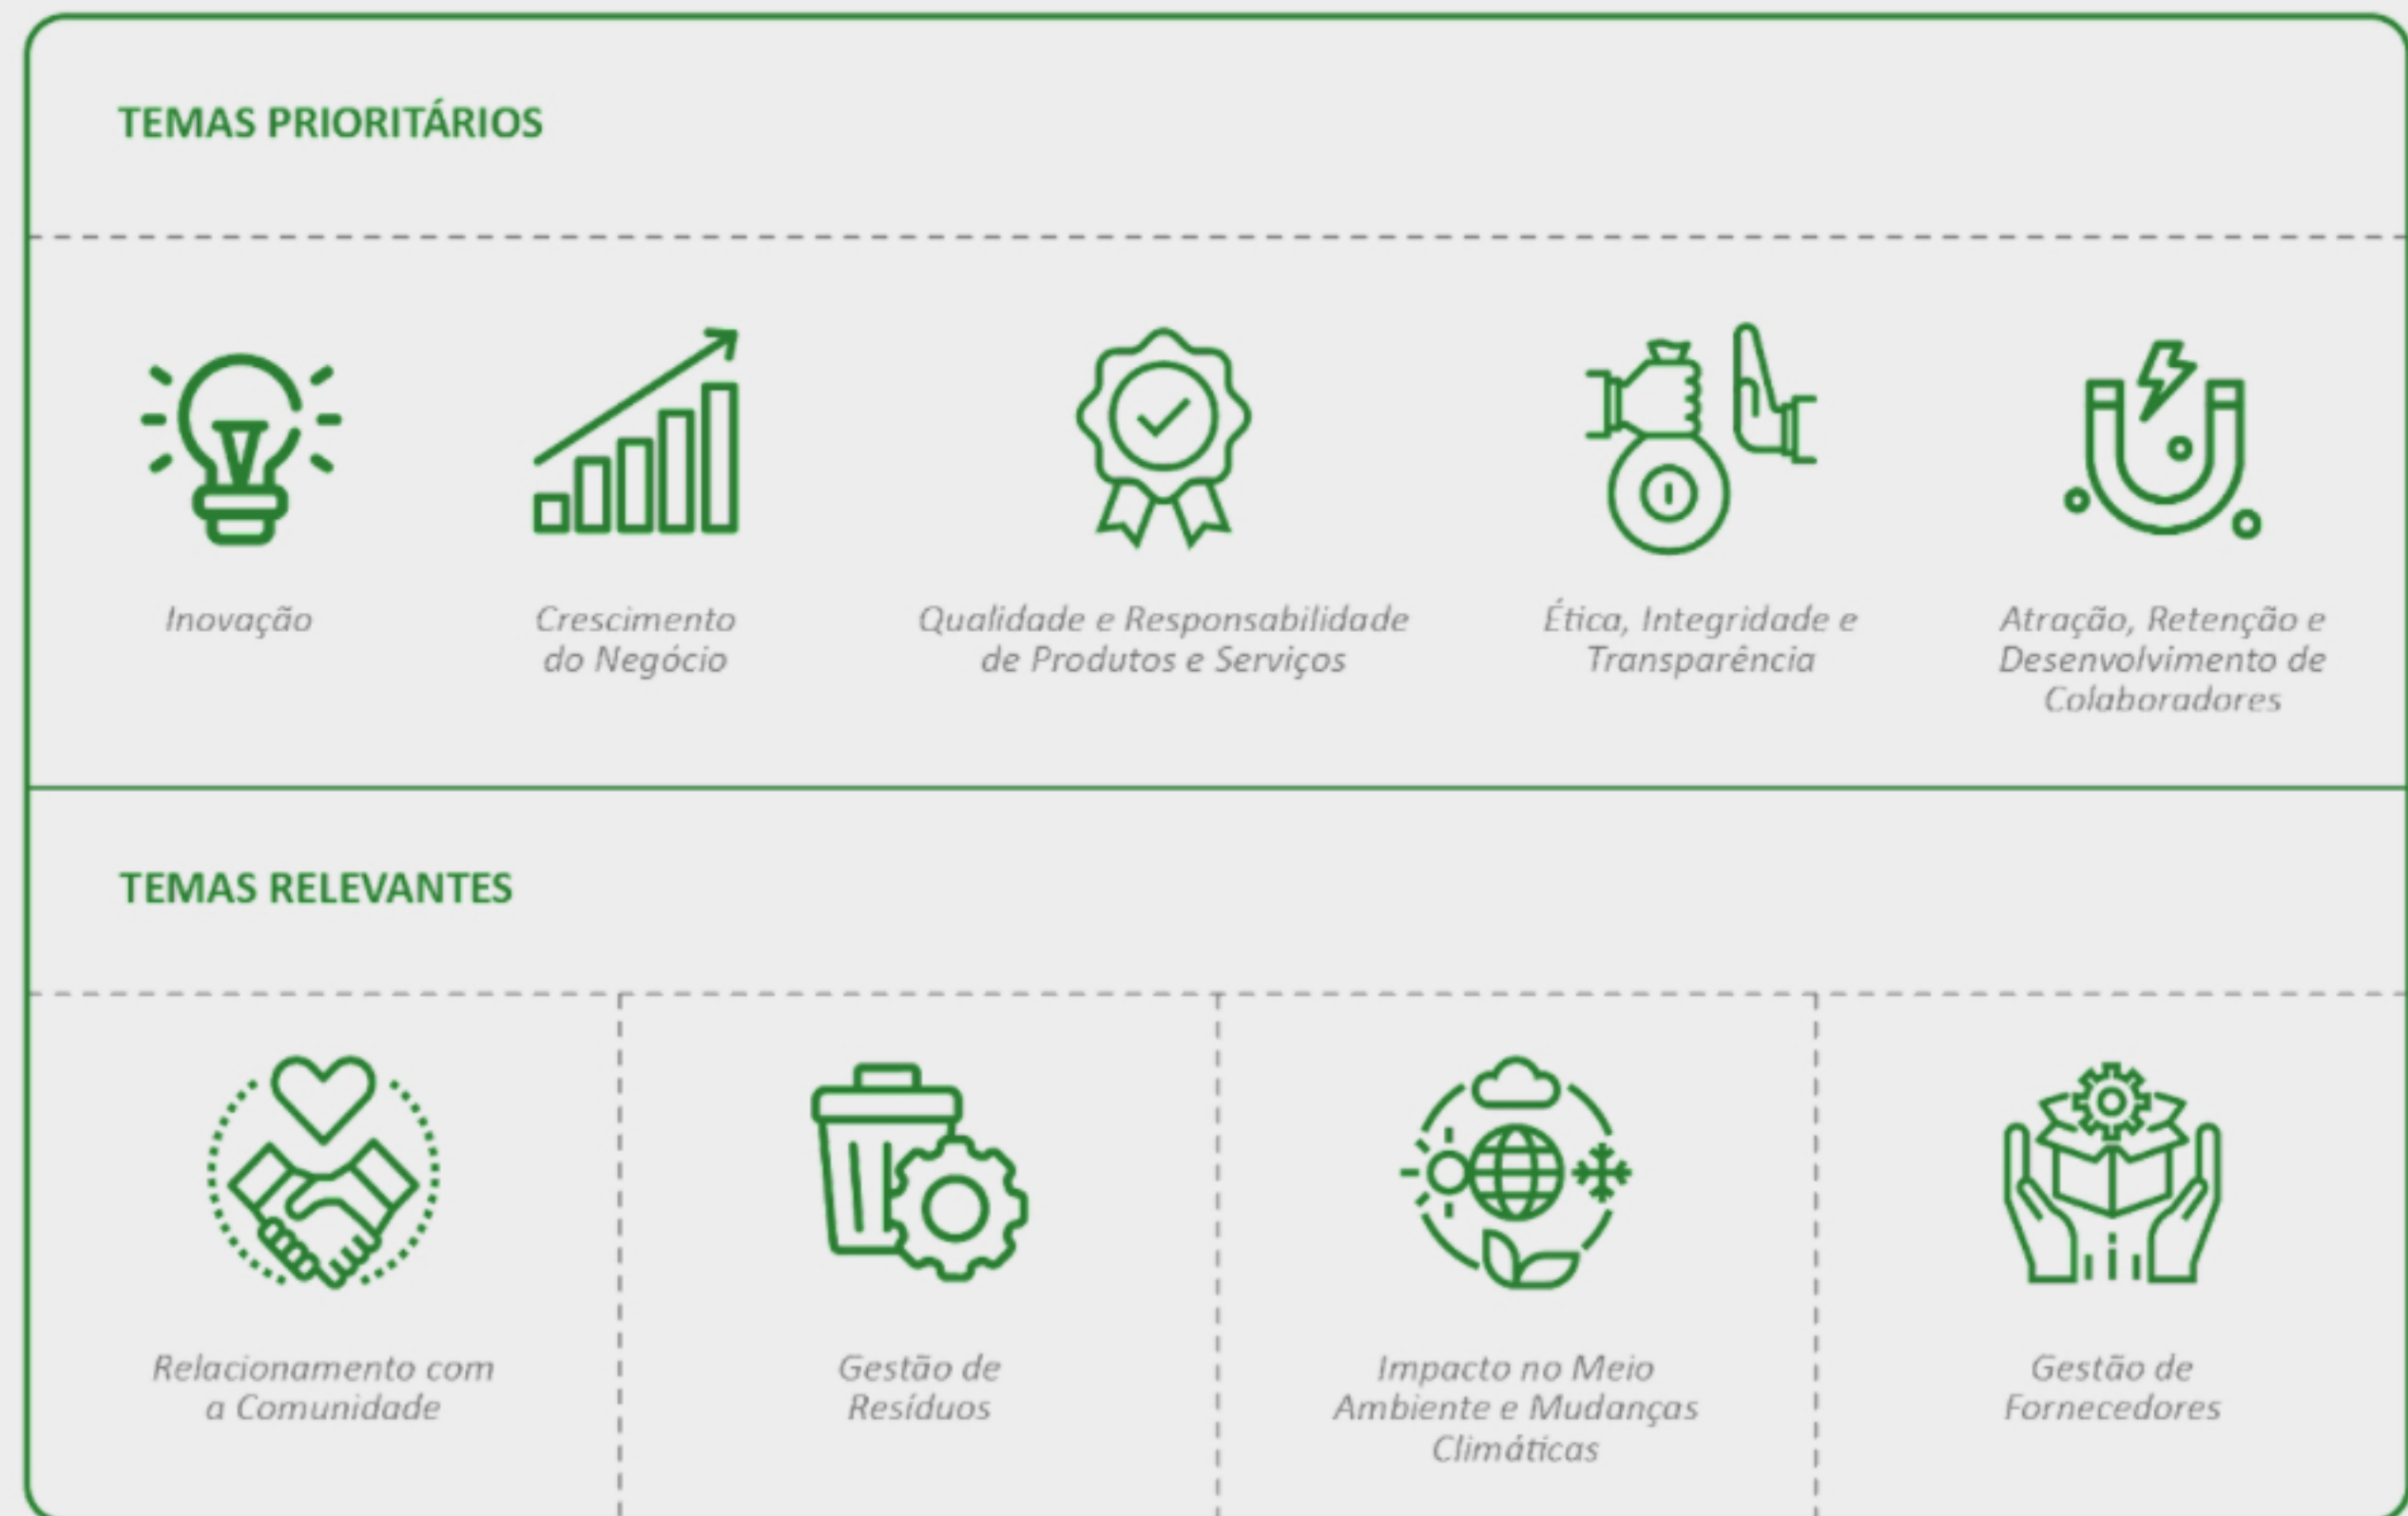 TEMAS PRIORITÁRIOS
Inovação
Crescimento
do Negócio
Qualidade e Responsabilidade
de Produtos e Serviços
Ética, Integridade e
Transparência
Atração, Retenção e
Desenvolvimento de
Colaboradores
TEMAS RELEVANTES
Relacionamento com
a Comunidade
Gestão de
Resíduos
Impacto no Meio
Ambiente e Mudanças
Climáticas
Gestão de
Fornecedores